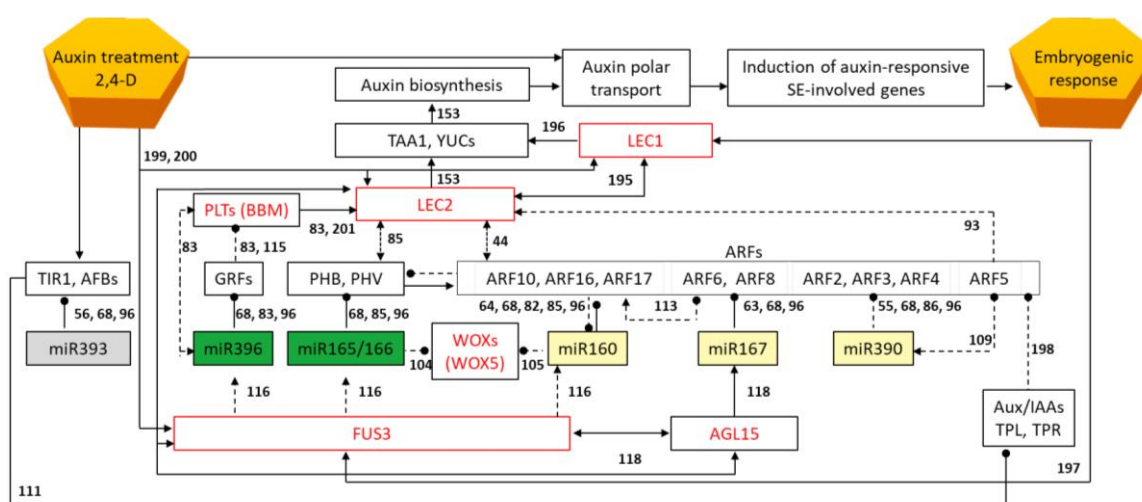 Auxin treatment
2,4-D
Auxin biosynthesis
Auxin polar
transport
Induction of auxin-responsive
SE-involved genes
Embryogenic
response
153
TAA1, YUCs
196
LEC1
199, 200
153
195
PLTs (BBM)
LEC2
83, 201
93
83
83, 115
85
44
ARFs
TIR1, AFBs
GRFs
PHB, PHV
ARF10, ARF16, ARF17
ARF6, ARF8
ARF2, ARF3, ARF4
ARF5
56, 68, 96
68, 83, 96
68, 85, 96
64, 68, 82, 85, 96
113
63, 68, 96
55, 68, 86, 96
miR393
miR396
miR165/166
WOXs
(WOX5)
miR160
miR167
miR390
109
198
104
105
116
116
116
118
Aux/IAAs
TPL, TPR
FUS3
AGL15
118
197
111